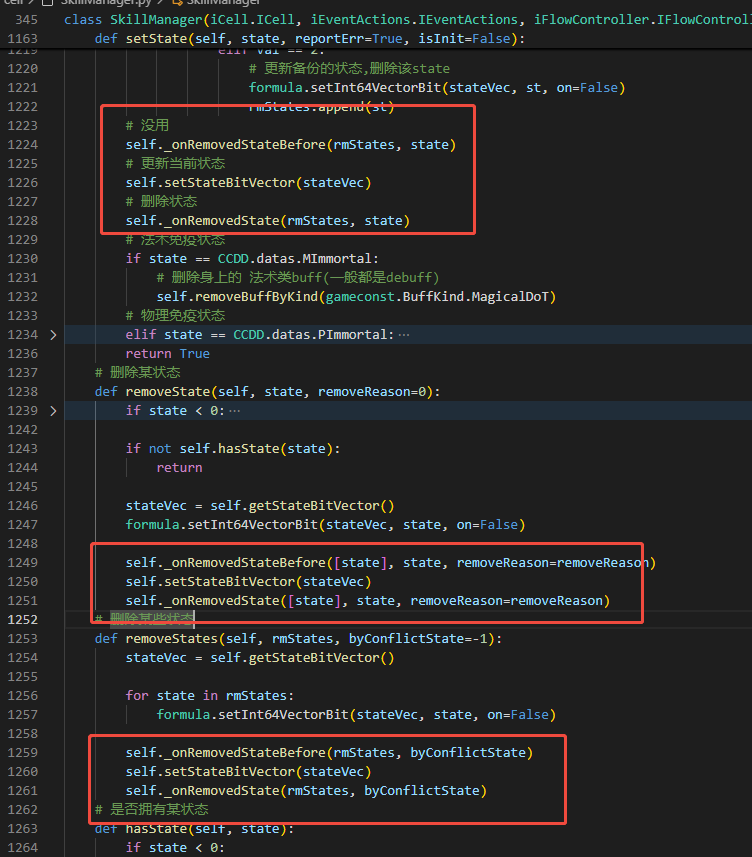 cell > SkillManager.py > SkillManager
345 class SkillManager(iCell.ICell, iEventActions.IEventActions, iFlowController.IFlowCont
1163 def setState(self, state, reportErr=True, isInit=False):
1219 elif val == 2:
1220 # 更新备份的状态,删除该state
1221 formula.setInt64VectorBit(stateVec, st, on=False)
1222 rmStates.append(st)
1223 # 没用
1224 self._onRemovedStateBefore(rmStates, state)
1225 # 更新当前状态
1226 self.setStateBitVector(stateVec)
1227 # 删除状态
1228 self._onRemovedState(rmStates, state)
1229 # 法术免疫状态
1230 if state == CCDD.datas.MImmortal:
1231 # 删除身上的 法术类buff(一般都是debuff)
1232 self.removeBuffByKind(gameconst.BuffKind.MagicalDoT)
1233 # 物理免疫状态
1234 elif state == CCDD.datas.PImmortal: ⋯
1236 return True
1237 # 删除某状态
1238 def removeState(self, state, removeReason=0):
1239 if state < 0: ⋯
1242
1243 if not self.hasState(state):
1244 return
1245
1246 stateVec = self.getStateBitVector()
1247 formula.setInt64VectorBit(stateVec, state, on=False)
1248
1249 self._onRemovedStateBefore([state], state, removeReason=removeReason)
1250 self.setStateBitVector(stateVec)
1251 self._onRemovedState([state], state, removeReason=removeReason)
1252 # 删除某些状态
1253 def removeStates(self, rmStates, byConflictState=-1):
1254 stateVec = self.getStateBitVector()
1255
1256 for state in rmStates:
1257 formula.setInt64VectorBit(stateVec, state, on=False)
1258
1259 self._onRemovedStateBefore(rmStates, byConflictState)
1260 self.setStateBitVector(stateVec)
1261 self._onRemovedState(rmStates, byConflictState)
1262 # 是否拥有某状态
1263 def hasState(self, state):
1264 if state < 0: